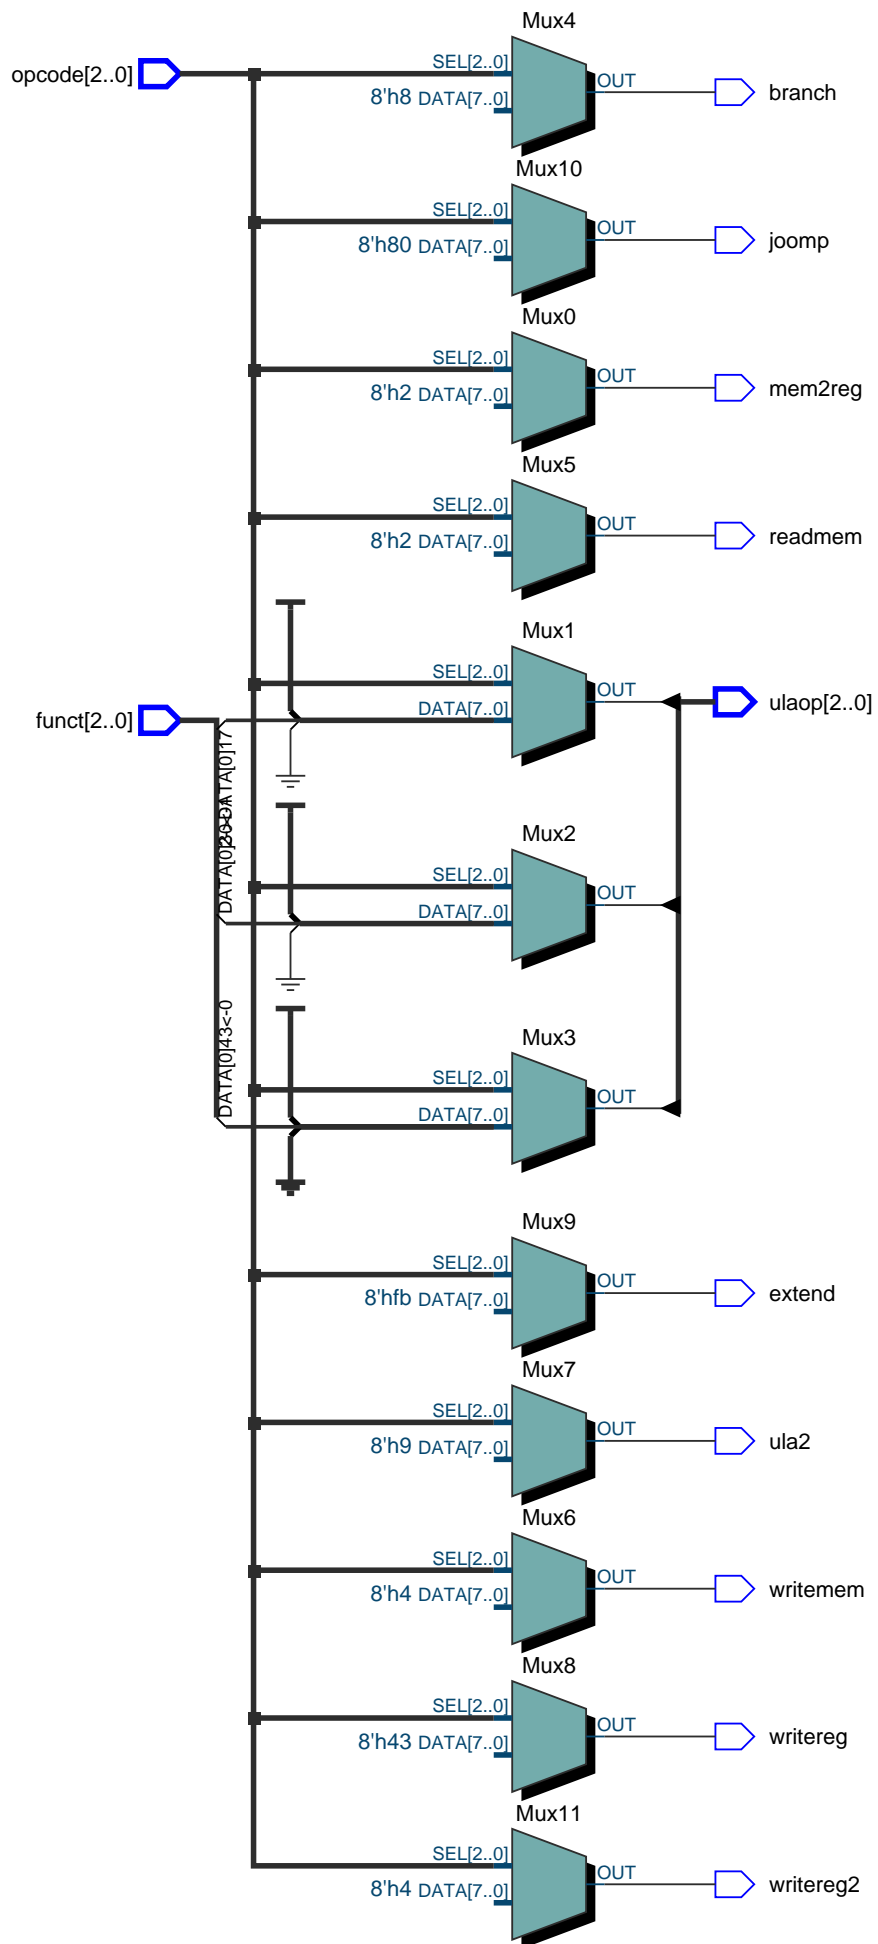 Mux4
opcode[2..0]
SEL[2..0]
8'h8 DATA[7..0]
OUT
branch
Mux10
SEL[2..0]
8'h80 DATA[7..0]
OUT
joomp
Mux0
SEL[2..0]
8'h2 DATA[7..0]
OUT
mem2reg
Mux5
SEL[2..0]
8'h2 DATA[7..0]
OUT
readmem
Mux1
SEL[2..0]
DATA[7..0]
OUT
ulaop[2..0]
funct[2..0]
Mux2
SEL[2..0]
DATA[7..0]
OUT
DATA[0]43<-0
Mux3
SEL[2..0]
DATA[7..0]
OUT
Mux9
SEL[2..0]
8'hfb DATA[7..0]
OUT
extend
Mux7
SEL[2..0]
8'h9 DATA[7..0]
OUT
ula2
Mux6
SEL[2..0]
8'h4 DATA[7..0]
OUT
writemem
Mux8
SEL[2..0]
8'h43 DATA[7..0]
OUT
writereg
Mux11
SEL[2..0]
8'h4 DATA[7..0]
OUT
writereg2